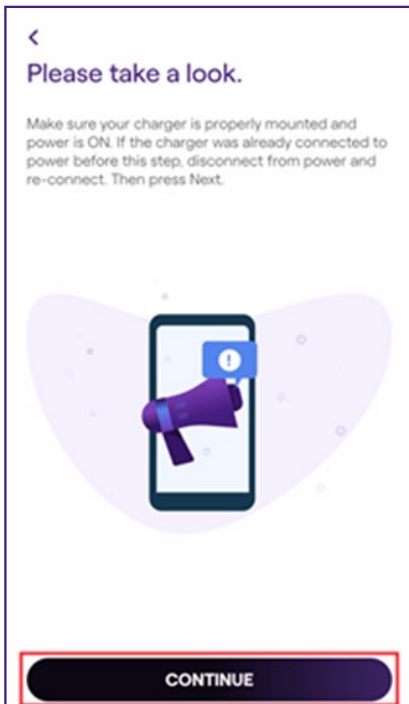 Please take a look.
Make sure your charger is properly mounted and
power is ON. If the charger was already connected to
power before this step, disconnect from power and
re-connect. Then press Next.
!
CONTINUE